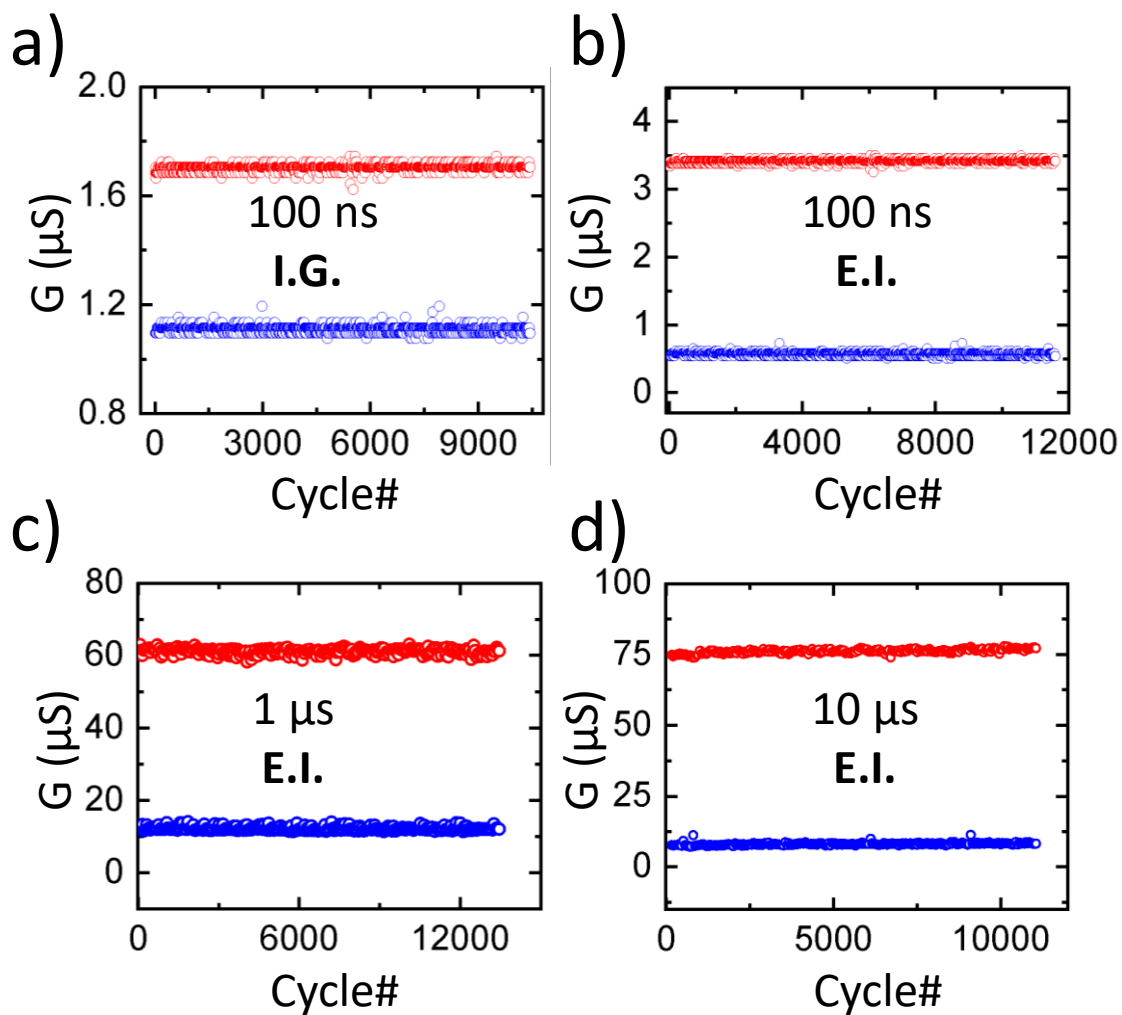 a)
2.0
1.6
1.2
0.8
G (µS)
100 ns
I.G.
0 3000 6000 9000
Cycle#
b)
4
3
2
1
0
G (µS)
100 ns
E.I.
0 4000 8000 12000
Cycle#
c)
80
60
40
20
0
G (µS)
1 µs
E.I.
0 6000 12000
Cycle#
d)
100
75
50
25
0
G (µS)
10 µs
E.I.
0 5000 10000
Cycle#